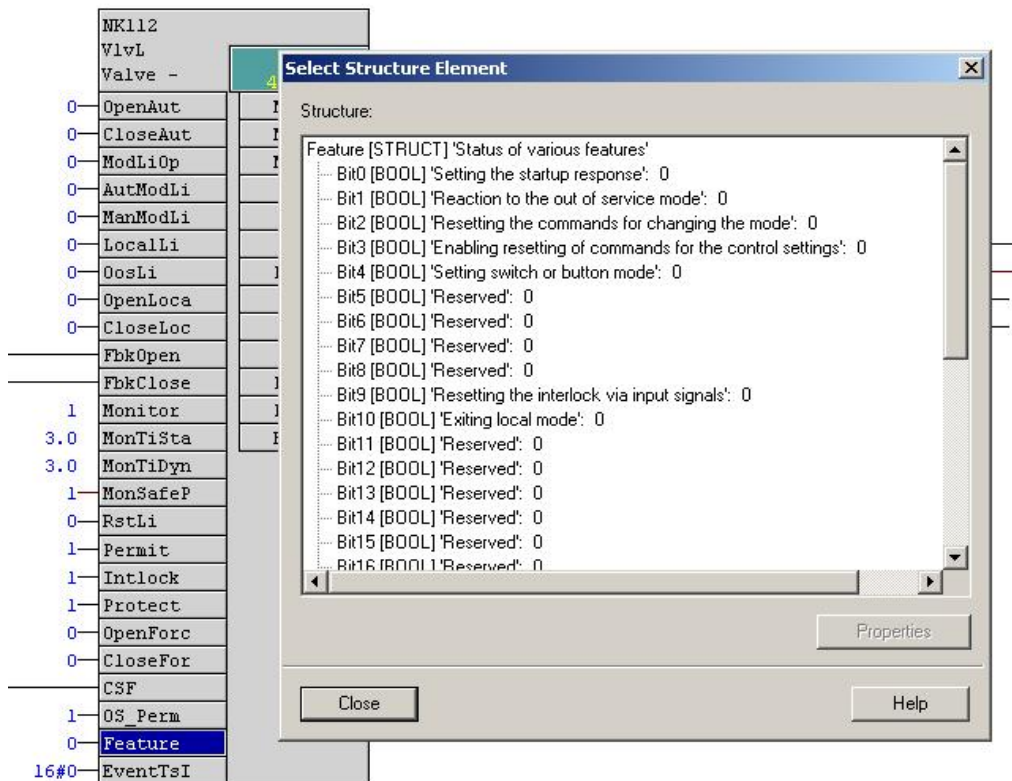 NK112
VlvL
Valve -
4
0 OpenAut
0 CloseAut
0 ModLiOp
0 AutModLi
0 ManModLi
0 LocalLi
0 OosLi
0 OpenLoca
0 CloseLoc
FbkOpen
FbkClose
1 Monitor
3.0 MonTiSta
3.0 MonTiDyn
1 MonSafeP
0 RstLi
1 Permit
1 Intlock
1 Protect
0 OpenForc
0 CloseFor
CSF
1 OS_Perm
0 Feature
16#0 EventTsI
Select Structure Element
Structure:
Feature [STRUCT] 'Status of various features'
Bit0 [BOOL] 'Setting the startup response': 0
Bit1 [BOOL] 'Reaction to the out of service mode': 0
Bit2 [BOOL] 'Resetting the commands for changing the mode': 0
Bit3 [BOOL] 'Enabling resetting of commands for the control settings': 0
Bit4 [BOOL] 'Setting switch or button mode': 0
Bit5 [BOOL] 'Reserved': 0
Bit6 [BOOL] 'Reserved': 0
Bit7 [BOOL] 'Reserved': 0
Bit8 [BOOL] 'Reserved': 0
Bit9 [BOOL] 'Resetting the interlock via input signals': 0
Bit10 [BOOL] 'Exiting local mode': 0
Bit11 [BOOL] 'Reserved': 0
Bit12 [BOOL] 'Reserved': 0
Bit13 [BOOL] 'Reserved': 0
Bit14 [BOOL] 'Reserved': 0
Bit15 [BOOL] 'Reserved': 0
Bit16 [BOOL] 'Reserved': 0
Properties
Close
Help